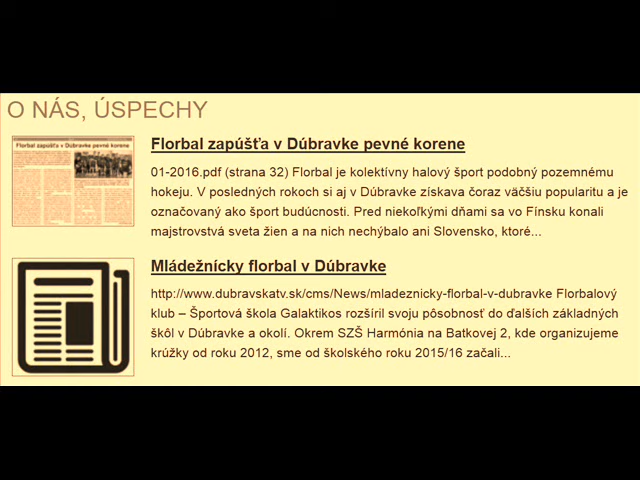 O NÁS, ÚSPECHY
Florbal zapúšťa v Dúbravke pevné korene
Florbal zapúšťa v Dúbravke pevné korene
01-2016.pdf (strana 32) Florbal je kolektívny halový šport podobný pozemnému
hokeju. V posledných rokoch si aj v Dúbravke získava čoraz väčšiu popularitu a je
označovaný ako šport budúcnosti. Pred niekoľkými dňami sa vo Fínsku konali
majstrovstvá sveta žien a na nich nechýbalo ani Slovensko, ktoré...
Mládežnícky florbal v Dúbravke
http://www.dubravskatv.sk/cms/News/mladeznicky-florbal-v-dubravke Florbalový
klub – Športová škola Galaktikos rozšíril svoju pôsobnosť do ďalších základných
škôl v Dúbravke a okolí. Okrem SZŠ Harmónia na Batkovej 2, kde organizujeme
krúžky od roku 2012, sme od školského roku 2015/16 začali...